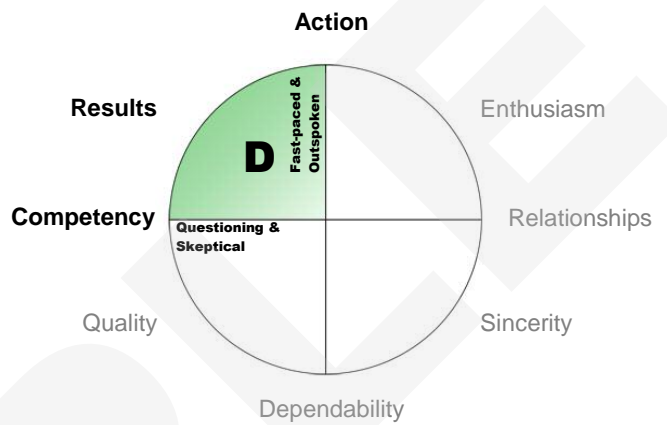 Action
Results
Enthusiasm
Fast-paced &
Outspoken
D
Competency
Relationships
Questioning &
Skeptical
Quality
Sincerity
Dependability